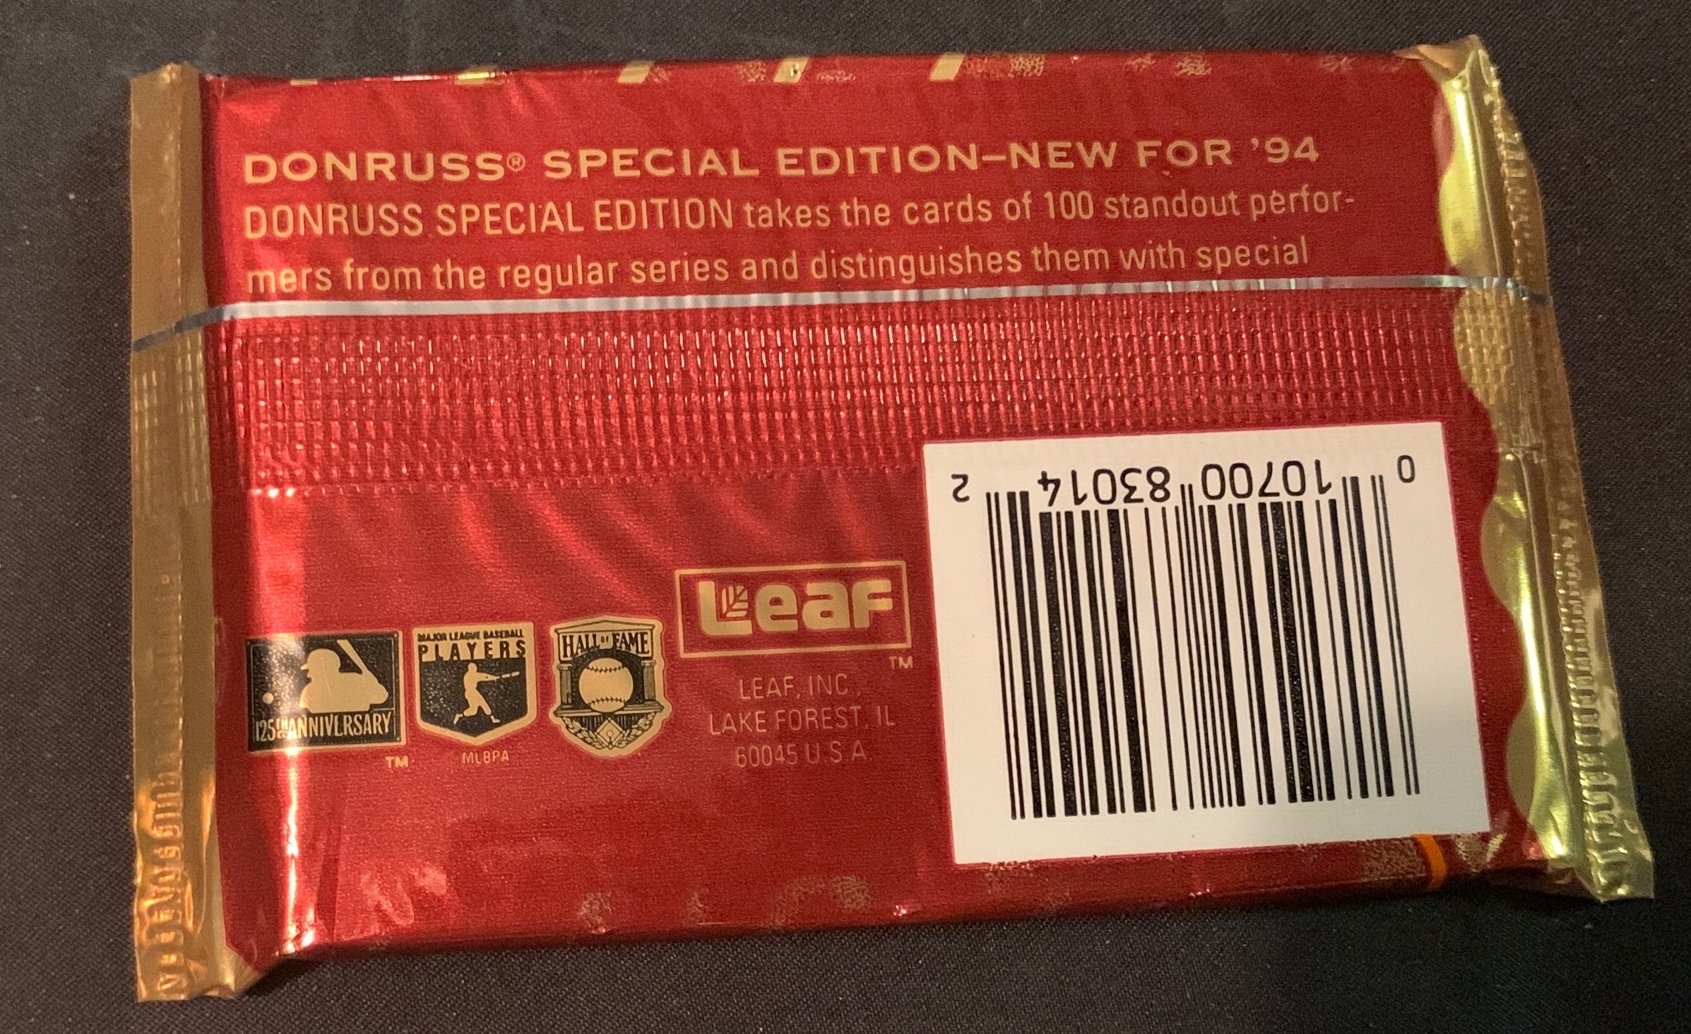 DONRUSS® SPECIAL EDITION–NEW FOR '94
DONRUSS SPECIAL EDITION takes the cards of 100 standout perfor-
mers from the regular series and distinguishes them with special
0 10700 83014 2
Leaf
TM
LEAF, INC.
LAKE FOREST, IL
60045 U.S.A.
125TH ANNIVERSARY
TM
MAJOR LEAGUE BASEBALL
PLAYERS
MLBPA
HALL OF FAME